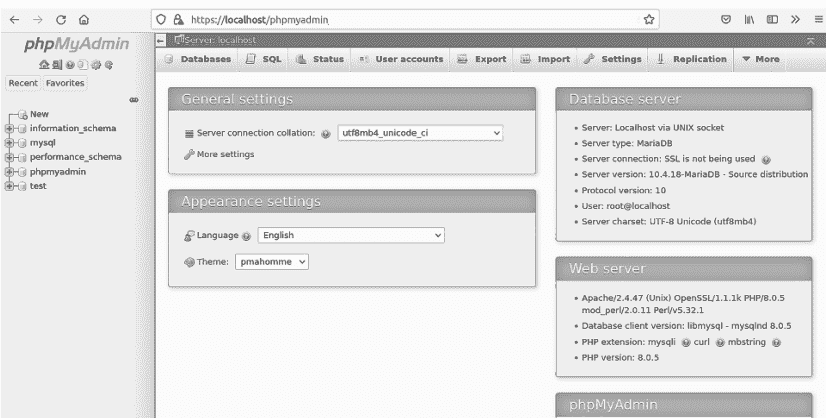 https://localhost/phpmyadmin
phpMyAdmin
Recent Favorites
New
information_schema
mysql
performance_schema
phpmyadmin
test
Server: localhost
Databases SQL Status User accounts Export Import Settings Replication More
General settings
Server connection collation: utf8mb4_unicode_ci
More settings
Appearance settings
Language English
Theme: pmahomme
Database server
Server: Localhost via UNIX socket
Server type: MariaDB
Server connection: SSL is not being used
Server version: 10.4.18-MariaDB - Source distribution
Protocol version: 10
User: root@localhost
Server charset: UTF-8 Unicode (utf8mb4)
Web server
Apache/2.4.47 (Unix) OpenSSL/1.1.1k PHP/8.0.5
mod_perl/2.0.11 Perl/v5.32.1
Database client version: libmysql - mysqlnd 8.0.5
PHP extension: mysqli curl mbstring
PHP version: 8.0.5
phpMyAdmin